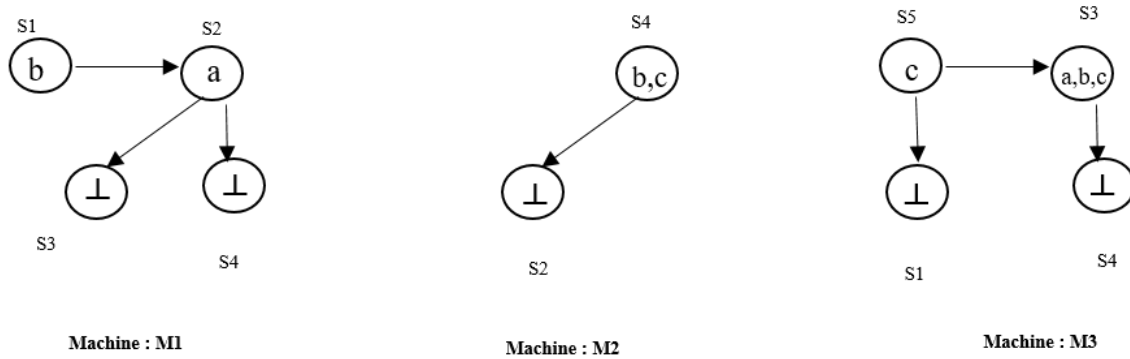 S1 S2
b a
⊥ ⊥
S3
S4
Machine : M1
S4
b,c
⊥
S2
Machine : M2
S5 S3
c a,b,c
⊥ ⊥
S1 S4
Machine : M3